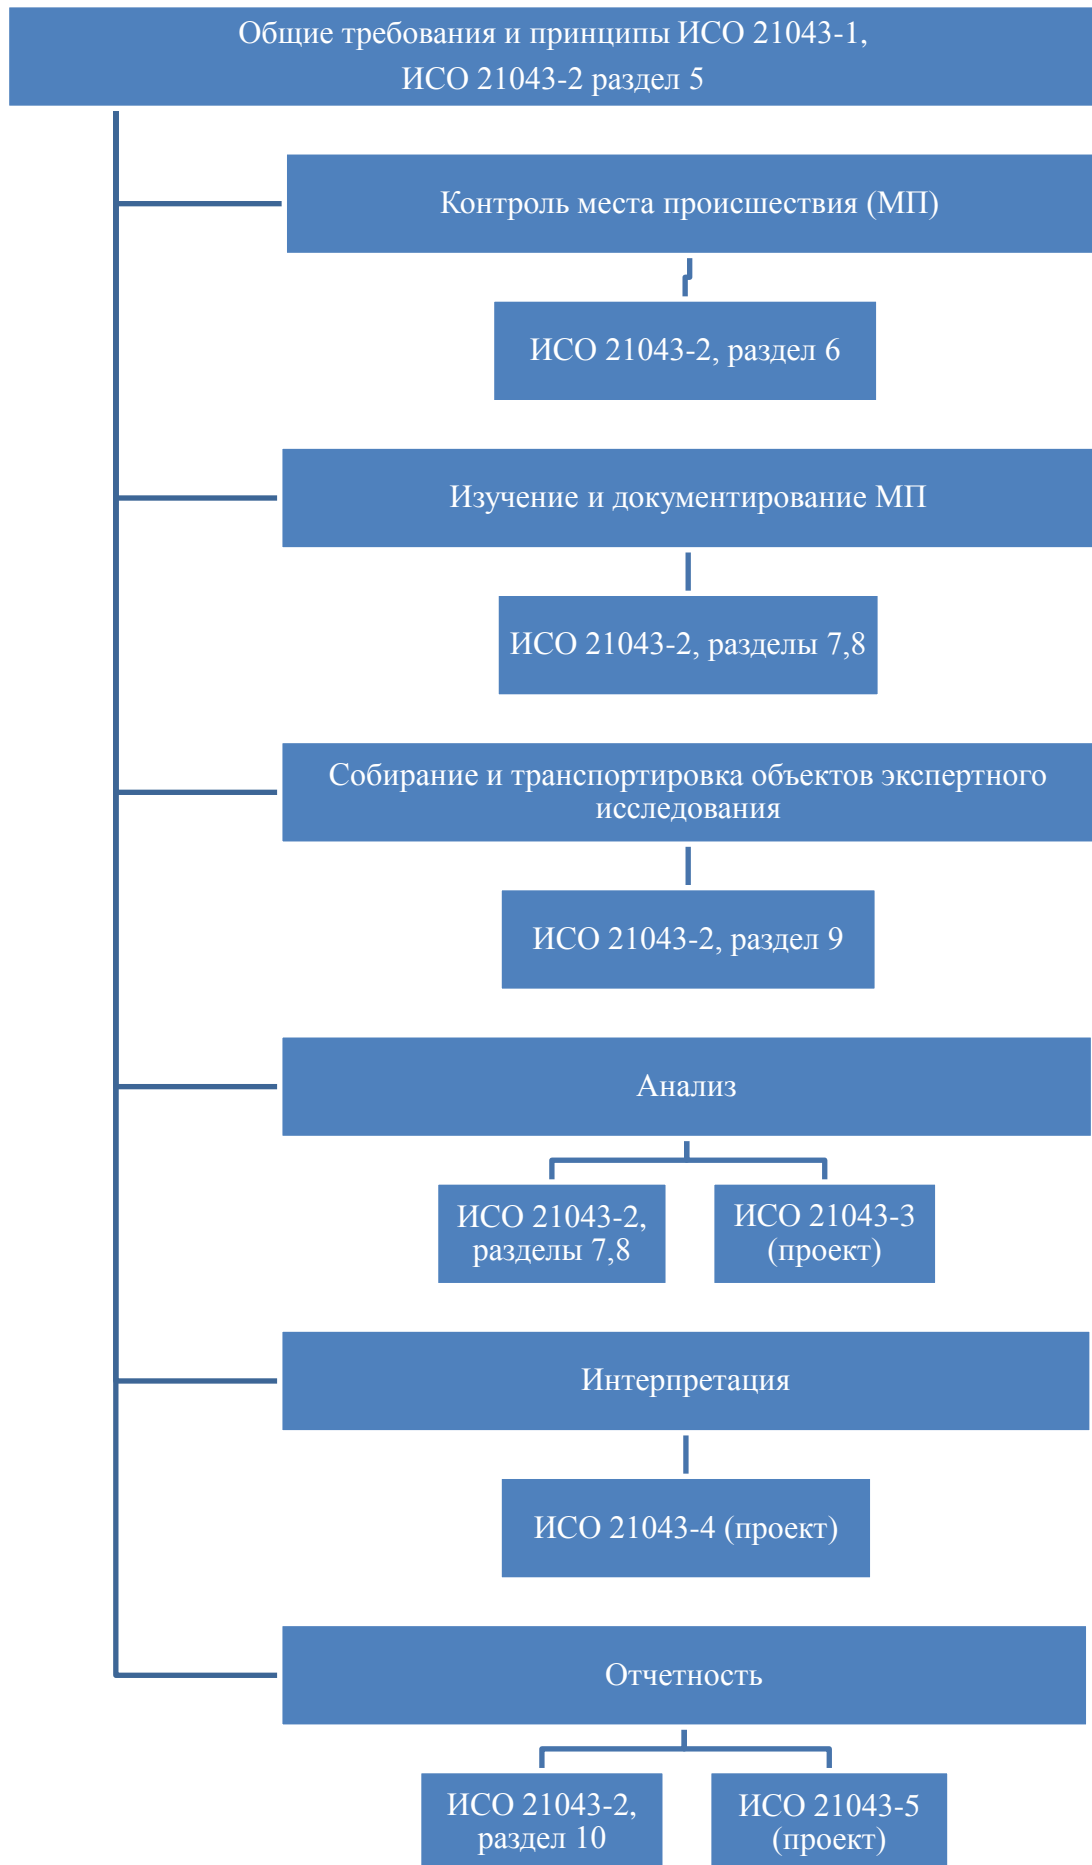 Общие требования и принципы ИСО 21043-1,
ИСО 21043-2 раздел 5
Контроль места происшествия (МП)
ИСО 21043-2, раздел 6
Изучение и документирование МП
ИСО 21043-2, разделы 7,8
Собирание и транспортировка объектов экспертного
исследования
ИСО 21043-2, раздел 9
Анализ
ИСО 21043-2,
разделы 7,8
ИСО 21043-3
(проект)
Интерпретация
ИСО 21043-4 (проект)
Отчетность
ИСО 21043-2,
раздел 10
ИСО 21043-5
(проект)